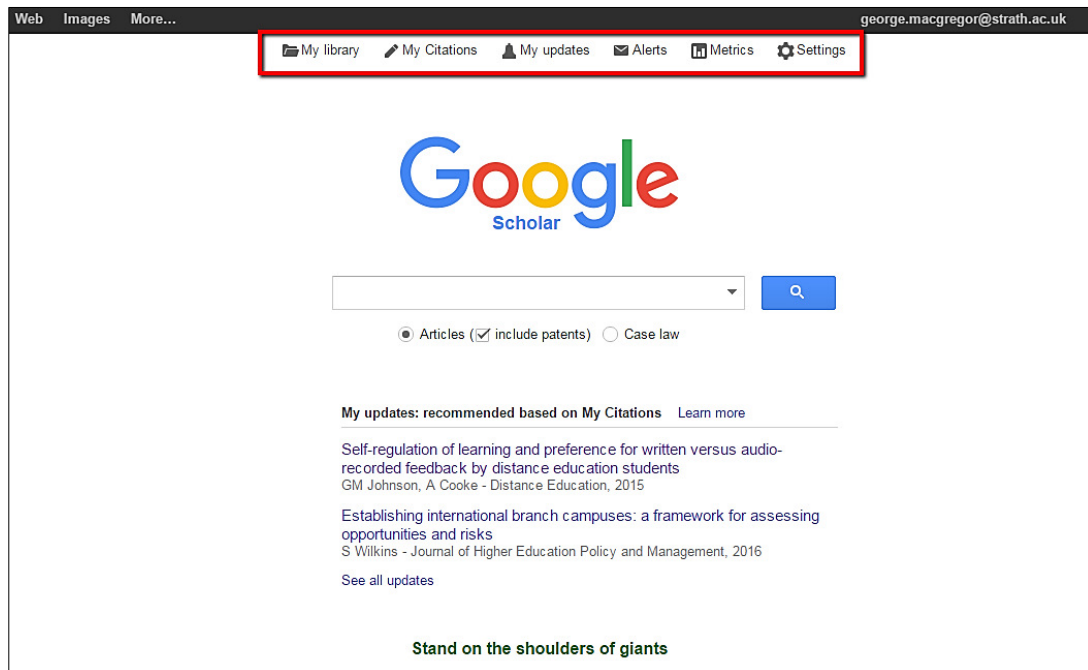 Web Images More... george.macgregor@strath.ac.uk
My library My Citations My updates Alerts Metrics Settings
Google
Scholar
Articles ( include patents) Case law
My updates: recommended based on My Citations Learn more
Self-regulation of learning and preference for written versus audio-
recorded feedback by distance education students
GM Johnson, A Cooke - Distance Education, 2015
Establishing international branch campuses: a framework for assessing
opportunities and risks
S Wilkins - Journal of Higher Education Policy and Management, 2016
See all updates
Stand on the shoulders of giants